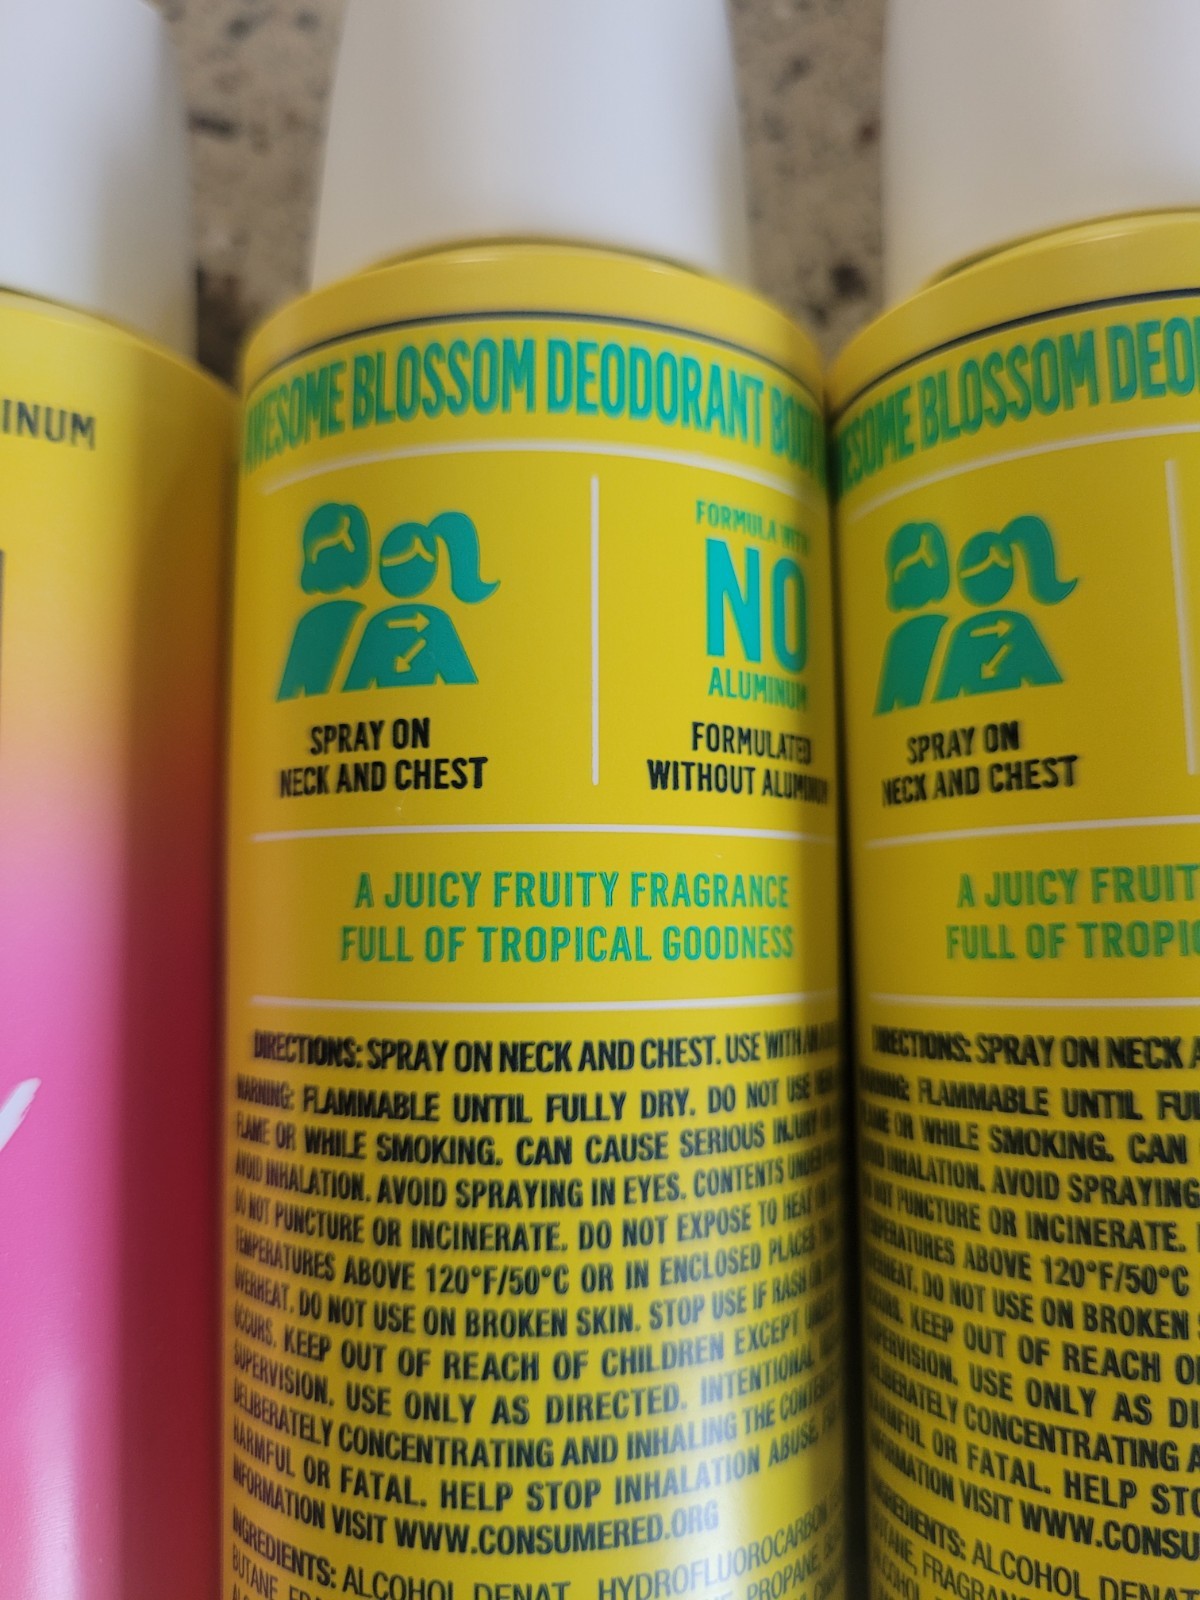 INUM
AWESOME BLOSSOM DEODORANT BODY
FORMULA WITH
NO
ALUMINUM
SPRAY ON
NECK AND CHEST
FORMULATED
WITHOUT ALUMINUM
A JUICY FRUITY FRAGRANCE
FULL OF TROPICAL GOODNESS
DIRECTIONS: SPRAY ON NECK AND CHEST. USE WITH
WARNING: FLAMMABLE UNTIL FULLY DRY. DO NOT USE
FLAME OR WHILE SMOKING. CAN CAUSE SERIOUS INJURY
AVOID INHALATION. AVOID SPRAYING IN EYES. CONTENTS UNDER
DO NOT PUNCTURE OR INCINERATE. DO NOT EXPOSE TO HEAT
TEMPERATURES ABOVE 120°F/50°C OR IN ENCLOSED PLACES
OVERHEAT. DO NOT USE ON BROKEN SKIN. STOP USE IF RASH
OCCURS. KEEP OUT OF REACH OF CHILDREN EXCEPT UNDER
SUPERVISION. USE ONLY AS DIRECTED. INTENTIONAL
DELIBERATELY CONCENTRATING AND INHALING THE CONTENTS
HARMFUL OR FATAL. HELP STOP INHALATION ABUSE,
INFORMATION VISIT WWW.CONSUMERED.ORG
INGREDIENTS: ALCOHOL DENAT., HYDROFLUOROCARBON
BUTANE, PROPANE,
ESOME BLOSSOM DEO
SPRAY ON
NECK AND CHEST
A JUICY FRUIT
FULL OF TROPIC
DIRECTIONS: SPRAY ON NECK A
WARNING: FLAMMABLE UNTIL FU
FLAME OR WHILE SMOKING. CAN
AVOID INHALATION. AVOID SPRAYING
DO NOT PUNCTURE OR INCINERATE.
TEMPERATURES ABOVE 120°F/50°C
OVERHEAT. DO NOT USE ON BROKEN
OCCURS. KEEP OUT OF REACH O
SUPERVISION. USE ONLY AS DI
DELIBERATELY CONCENTRATING A
HARMFUL OR FATAL. HELP STO
INFORMATION VISIT WWW.CONSU
INGREDIENTS: ALCOHOL DENAT
BUTANE, FRAGRAN